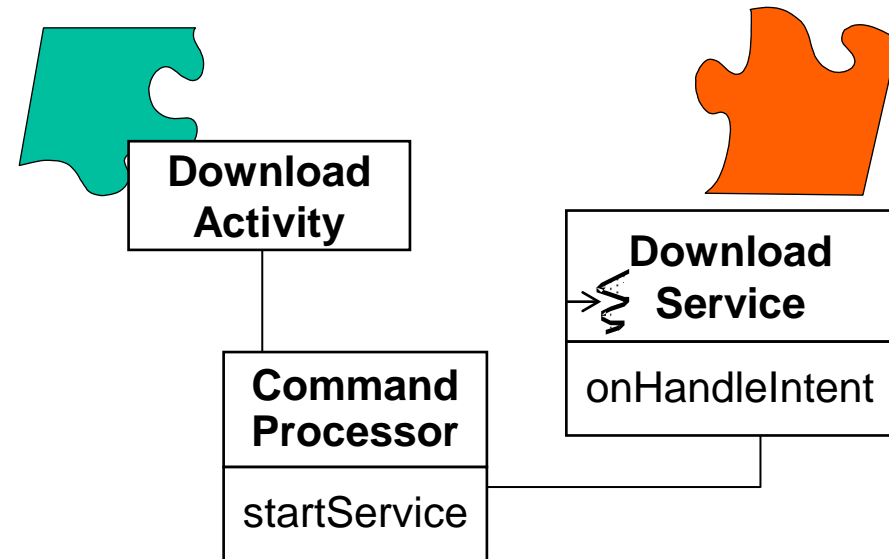 Download
Activity
Download
Service
onHandleIntent
Command
Processor
startService